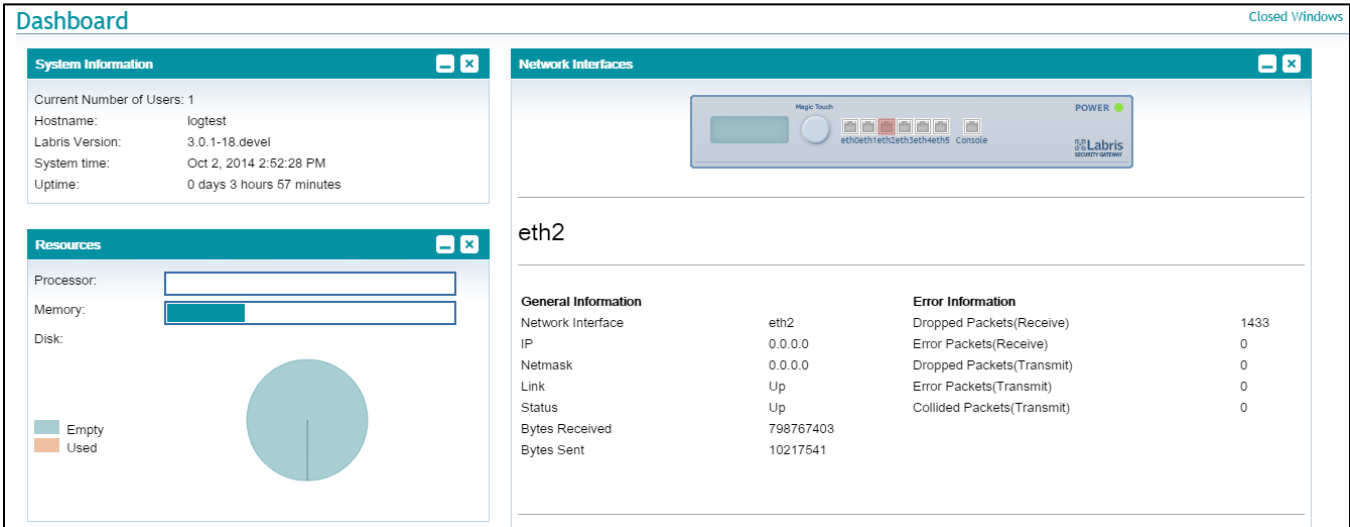 Dashboard
Closed Windows
System Information
Current Number of Users: 1
Hostname: logtest
Labris Version: 3.0.1-18.devel
System time: Oct 2, 2014 2:52:28 PM
Uptime: 0 days 3 hours 57 minutes
Resources
Processor:
Memory:
Disk:
Empty
Used
Network Interfaces
Magic Touch
POWER
eth0eth1eth2eth3eth4eth5 Console
Labris
SECURITY GATEWAY
eth2
General Information
Network Interface eth2
IP 0.0.0.0
Netmask 0.0.0.0
Link Up
Status Up
Bytes Received 798767403
Bytes Sent 10217541
Error Information
Dropped Packets(Receive) 1433
Error Packets(Receive) 0
Dropped Packets(Transmit) 0
Error Packets(Transmit) 0
Collided Packets(Transmit) 0